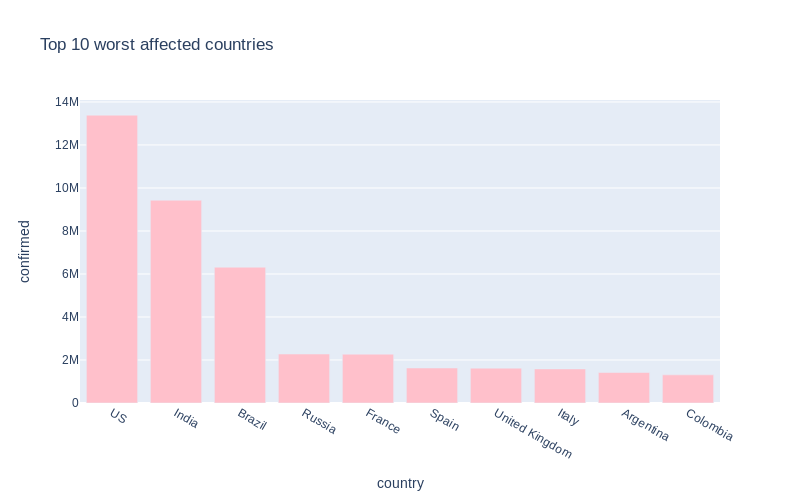 Top 10 worst affected countries
14M
12M
10M
8M
6M
4M
2M
0
confirmed
US
India
Brazil
Russia
France
Spain
United Kingdom
Italy
Argentina
Colombia
country